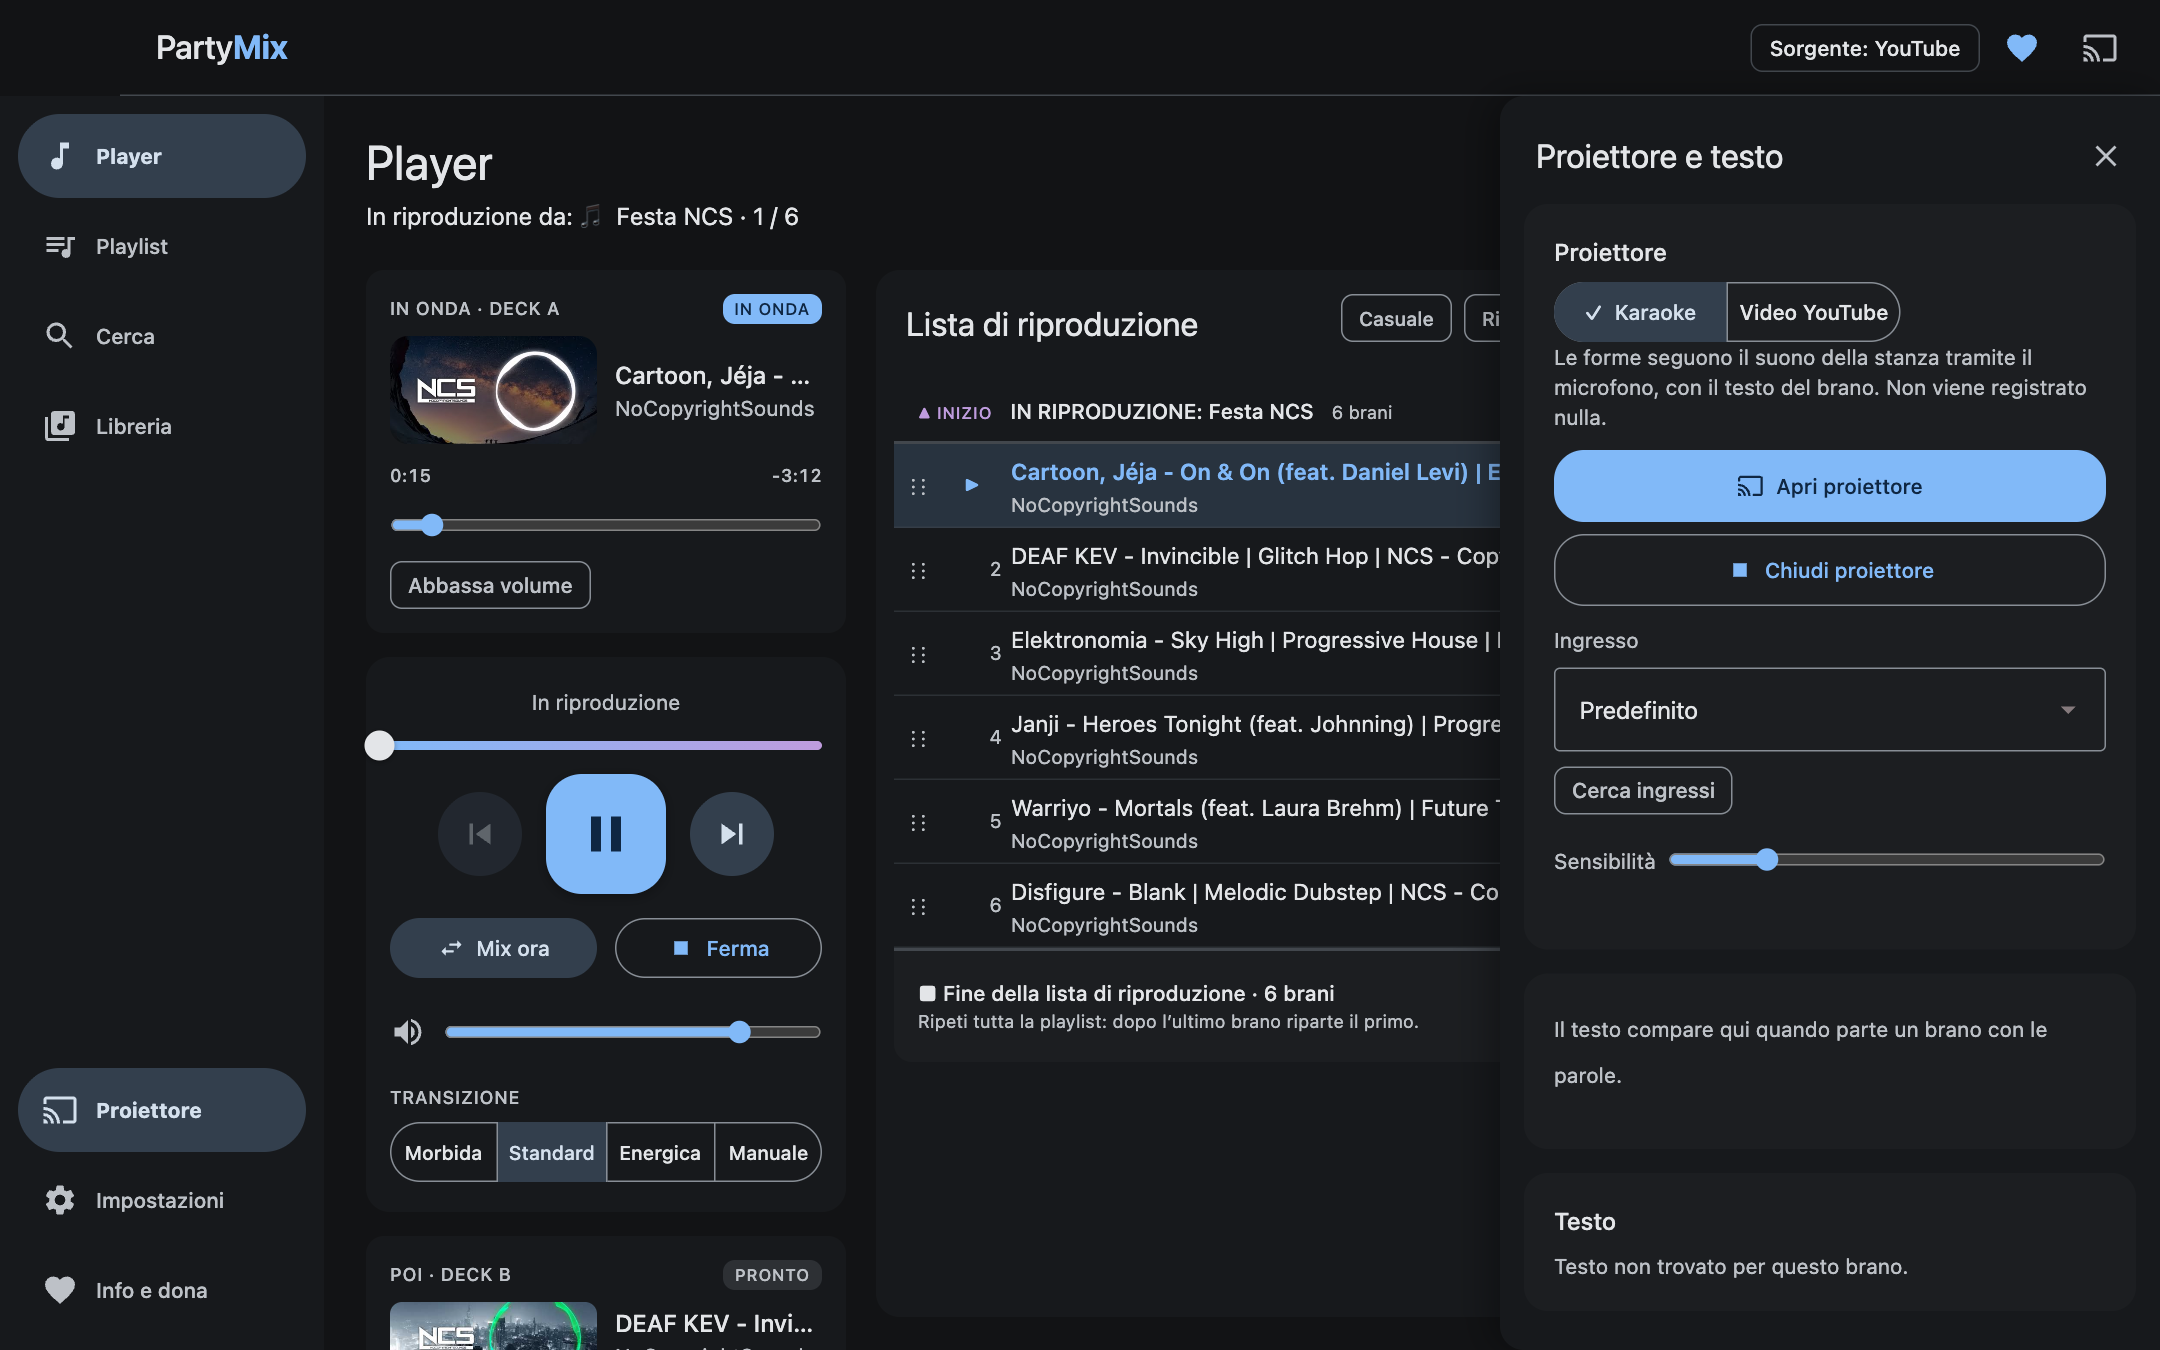 PartyMix
Sorgente: YouTube
Player
Playlist
Cerca
Libreria
Proiettore
Impostazioni
Info e dona
Player
In riproduzione da: Festa NCS · 1 / 6
IN ONDA · DECK A
IN ONDA
NCS
Cartoon, Jéja - ...
NoCopyrightSounds
0:15
-3:12
Abbassa volume
In riproduzione
Mix ora
Ferma
TRANSIZIONE
Morbida
Standard
Energica
Manuale
POI · DECK B
PRONTO
NCS
DEAF KEV - Invi...
Lista di riproduzione
Casuale
Ri
INIZIO
IN RIPRODUZIONE: Festa NCS 6 brani
Cartoon, Jéja - On & On (feat. Daniel Levi) | E
NoCopyrightSounds
2 DEAF KEV - Invincible | Glitch Hop | NCS - Cop
NoCopyrightSounds
3 Elektronomia - Sky High | Progressive House |
NoCopyrightSounds
4 Janji - Heroes Tonight (feat. Johnning) | Progre
NoCopyrightSounds
5 Warriyo - Mortals (feat. Laura Brehm) | Future
NoCopyrightSounds
6 Disfigure - Blank | Melodic Dubstep | NCS - Co
NoCopyrightSounds
Fine della lista di riproduzione · 6 brani
Ripeti tutta la playlist: dopo l’ultimo brano riparte il primo.
Proiettore e testo
Proiettore
Karaoke
Video YouTube
Le forme seguono il suono della stanza tramite il
microfono, con il testo del brano. Non viene registrato
nulla.
Apri proiettore
Chiudi proiettore
Ingresso
Predefinito
Cerca ingressi
Sensibilità
Il testo compare qui quando parte un brano con le
parole.
Testo
Testo non trovato per questo brano.